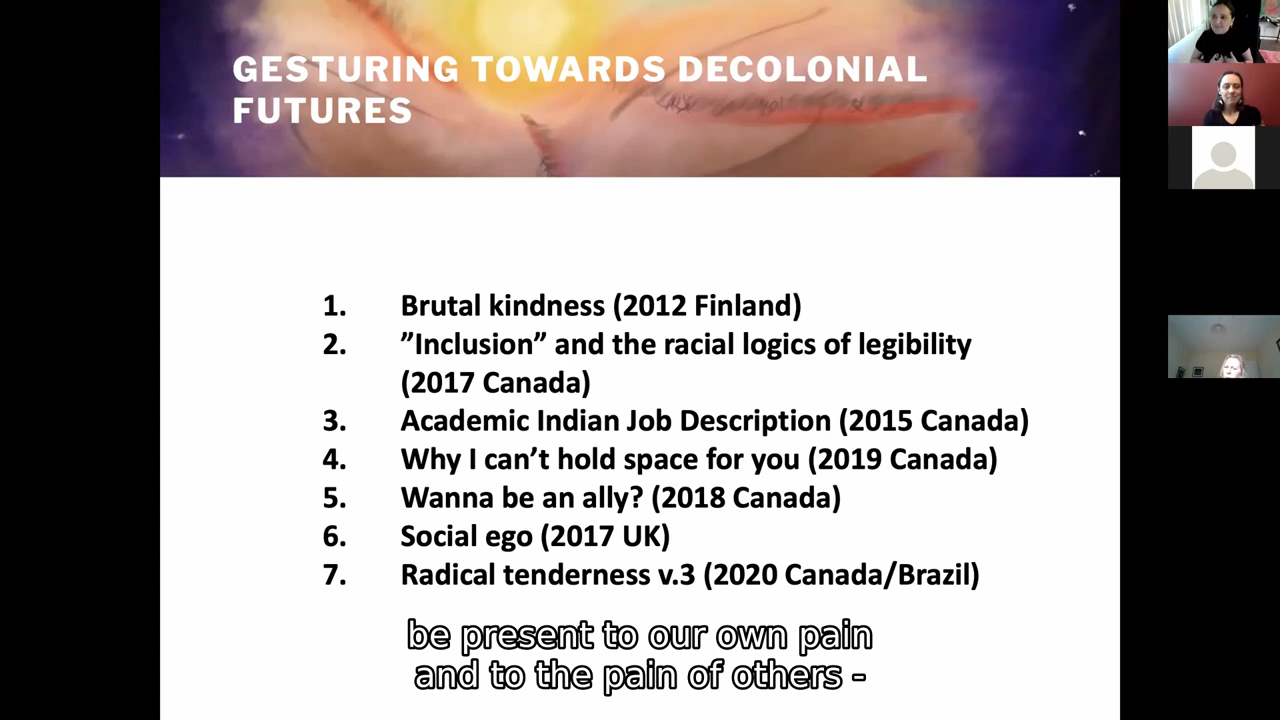 GESTURING TOWARDS DECOLONIAL
FUTURES
1. Brutal kindness (2012 Finland)
2. ”Inclusion” and the racial logics of legibility
(2017 Canada)
3. Academic Indian Job Description (2015 Canada)
4. Why I can’t hold space for you (2019 Canada)
5. Wanna be an ally? (2018 Canada)
6. Social ego (2017 UK)
7. Radical tenderness v.3 (2020 Canada/Brazil)
be present to our own pain
and to the pain of others -